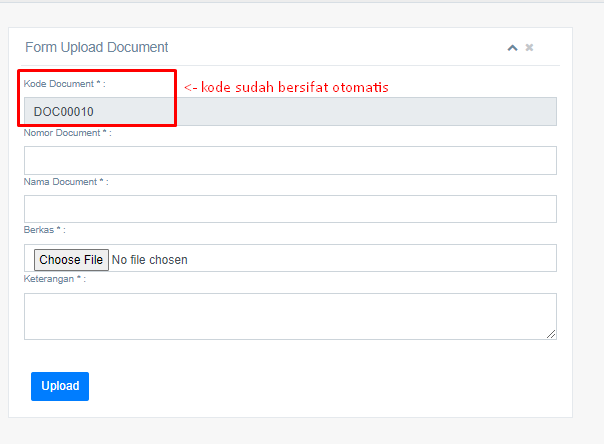 Form Upload Document
Kode Document * :
<- kode sudah bersifat otomatis
DOC00010
Nomor Document * :
Nama Document * :
Berkas * :
Choose File No file chosen
Keterangan * :
Upload